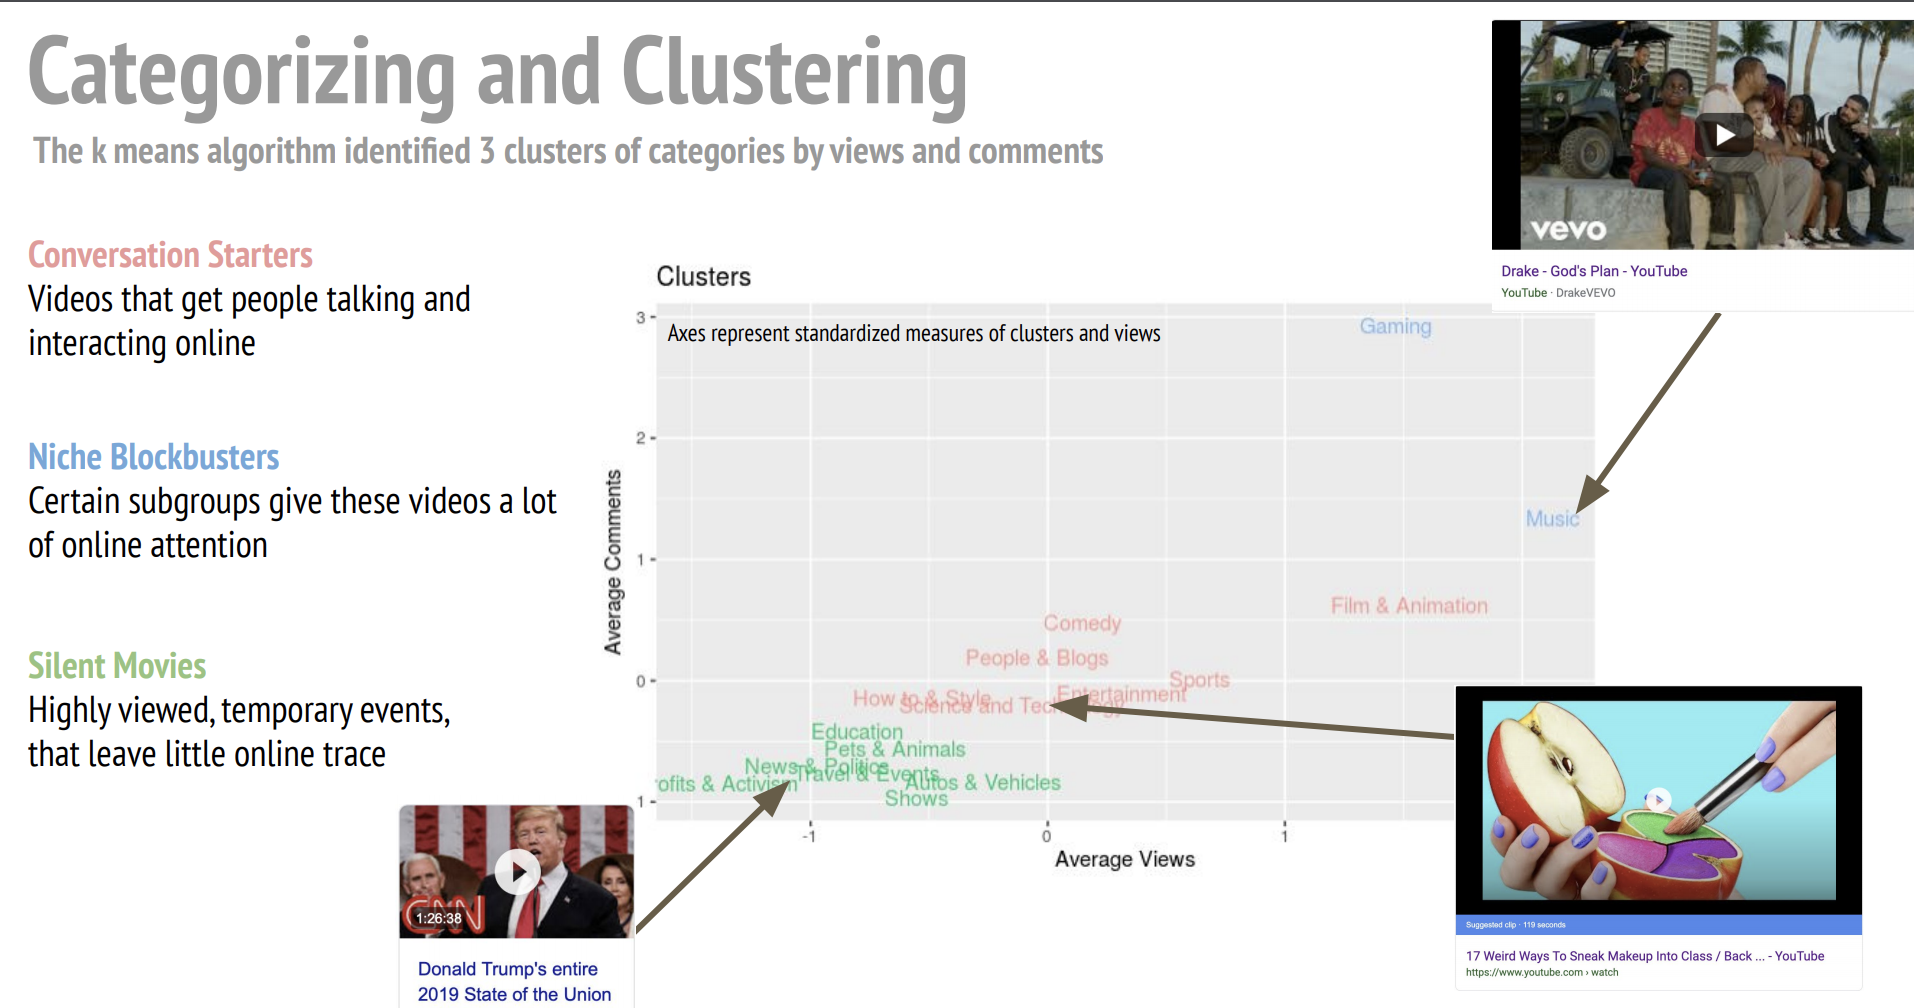 Categorizing and Clustering
The k means algorithm identified 3 clusters of categories by views and comments
Conversation Starters
Videos that get people talking and
interacting online
Niche Blockbusters
Certain subgroups give these videos a lot
of online attention
Silent Movies
Highly viewed, temporary events,
that leave little online trace
Clusters
Axes represent standardized measures of clusters and views
3
2
1
0
1
Average Comments
Gaming
Music
Film & Animation
Comedy
People & Blogs
Sports
Entertainment
How to & Style
Science and Technology
Education
Pets & Animals
News & Politics
Travel & Events
ofits & Activism
Autos & Vehicles
Shows
-1
0
1
Average Views
vevo
Drake - God's Plan - YouTube
YouTube · DrakeVEVO
CNN
1:26:38
Donald Trump's entire
2019 State of the Union
Suggested clip · 119 seconds
17 Weird Ways To Sneak Makeup Into Class / Back ... - YouTube
https://www.youtube.com › watch